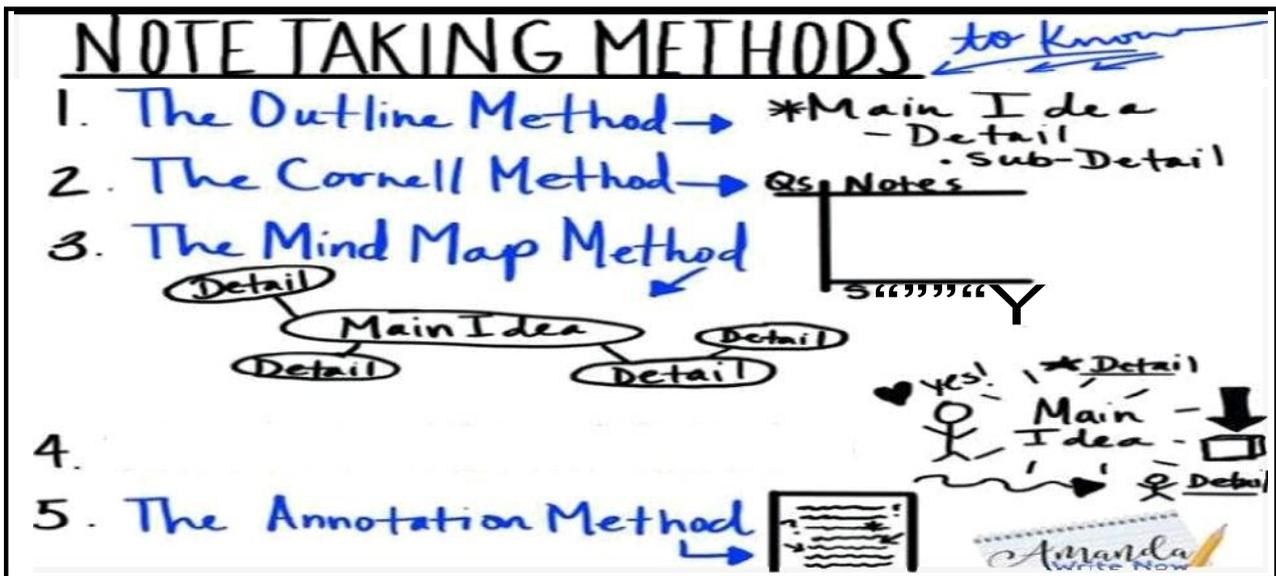 NOTE TAKING METHODS to Know
1. The Outline Method → *Main Idea
- Detail
• Sub-Detail
2. The Cornell Method → Qs Notes
3. The Mind Map Method
S“”””“Y
Detail
Main Idea
Detail
Detail
Detail
yes! * Detail
Main
Idea
Detail
4.
5. The Annotation Method
Amanda
Write Now